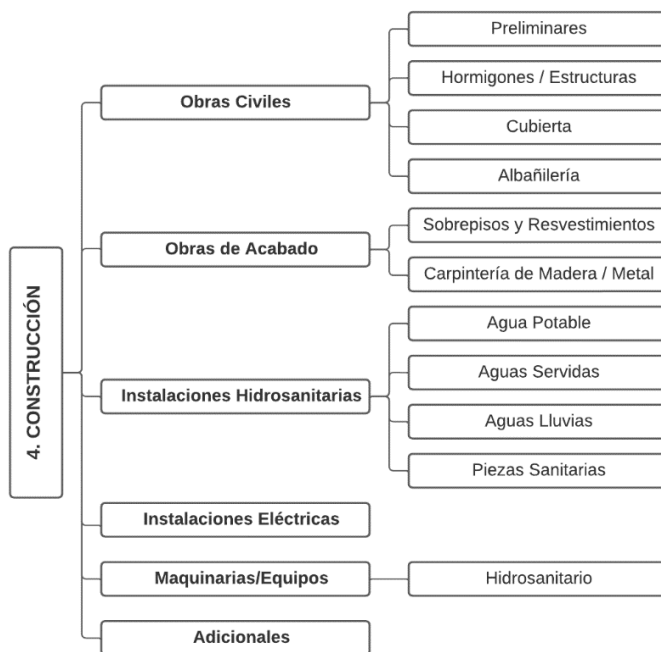 4. CONSTRUCCIÓN
Obras Civiles
Preliminares
Hormigones / Estructuras
Cubierta
Albañilería
Obras de Acabado
Sobrepisos y Resvestimientos
Carpintería de Madera / Metal
Instalaciones Hidrosanitarias
Agua Potable
Aguas Servidas
Aguas Lluvias
Piezas Sanitarias
Instalaciones Eléctricas
Maquinarias/Equipos
Hidrosanitario
Adicionales